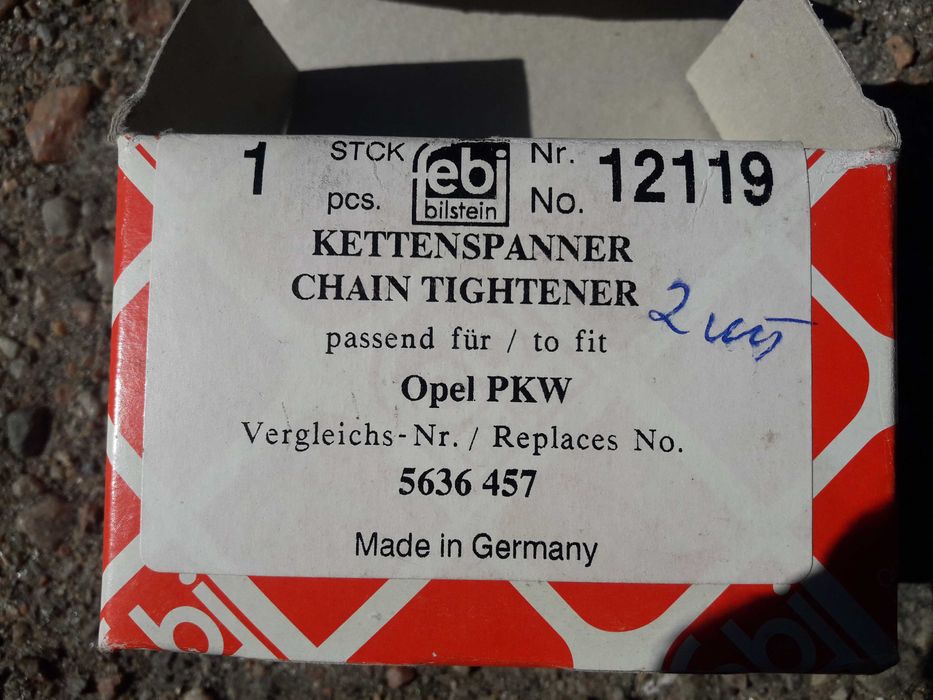 1 STCK pcs. febi bilstein Nr. No. 12119
KETTENSPANNER
CHAIN TIGHTENER
2 шт
passend für / to fit
Opel PKW
Vergleichs-Nr. / Replaces No.
5636 457
Made in Germany